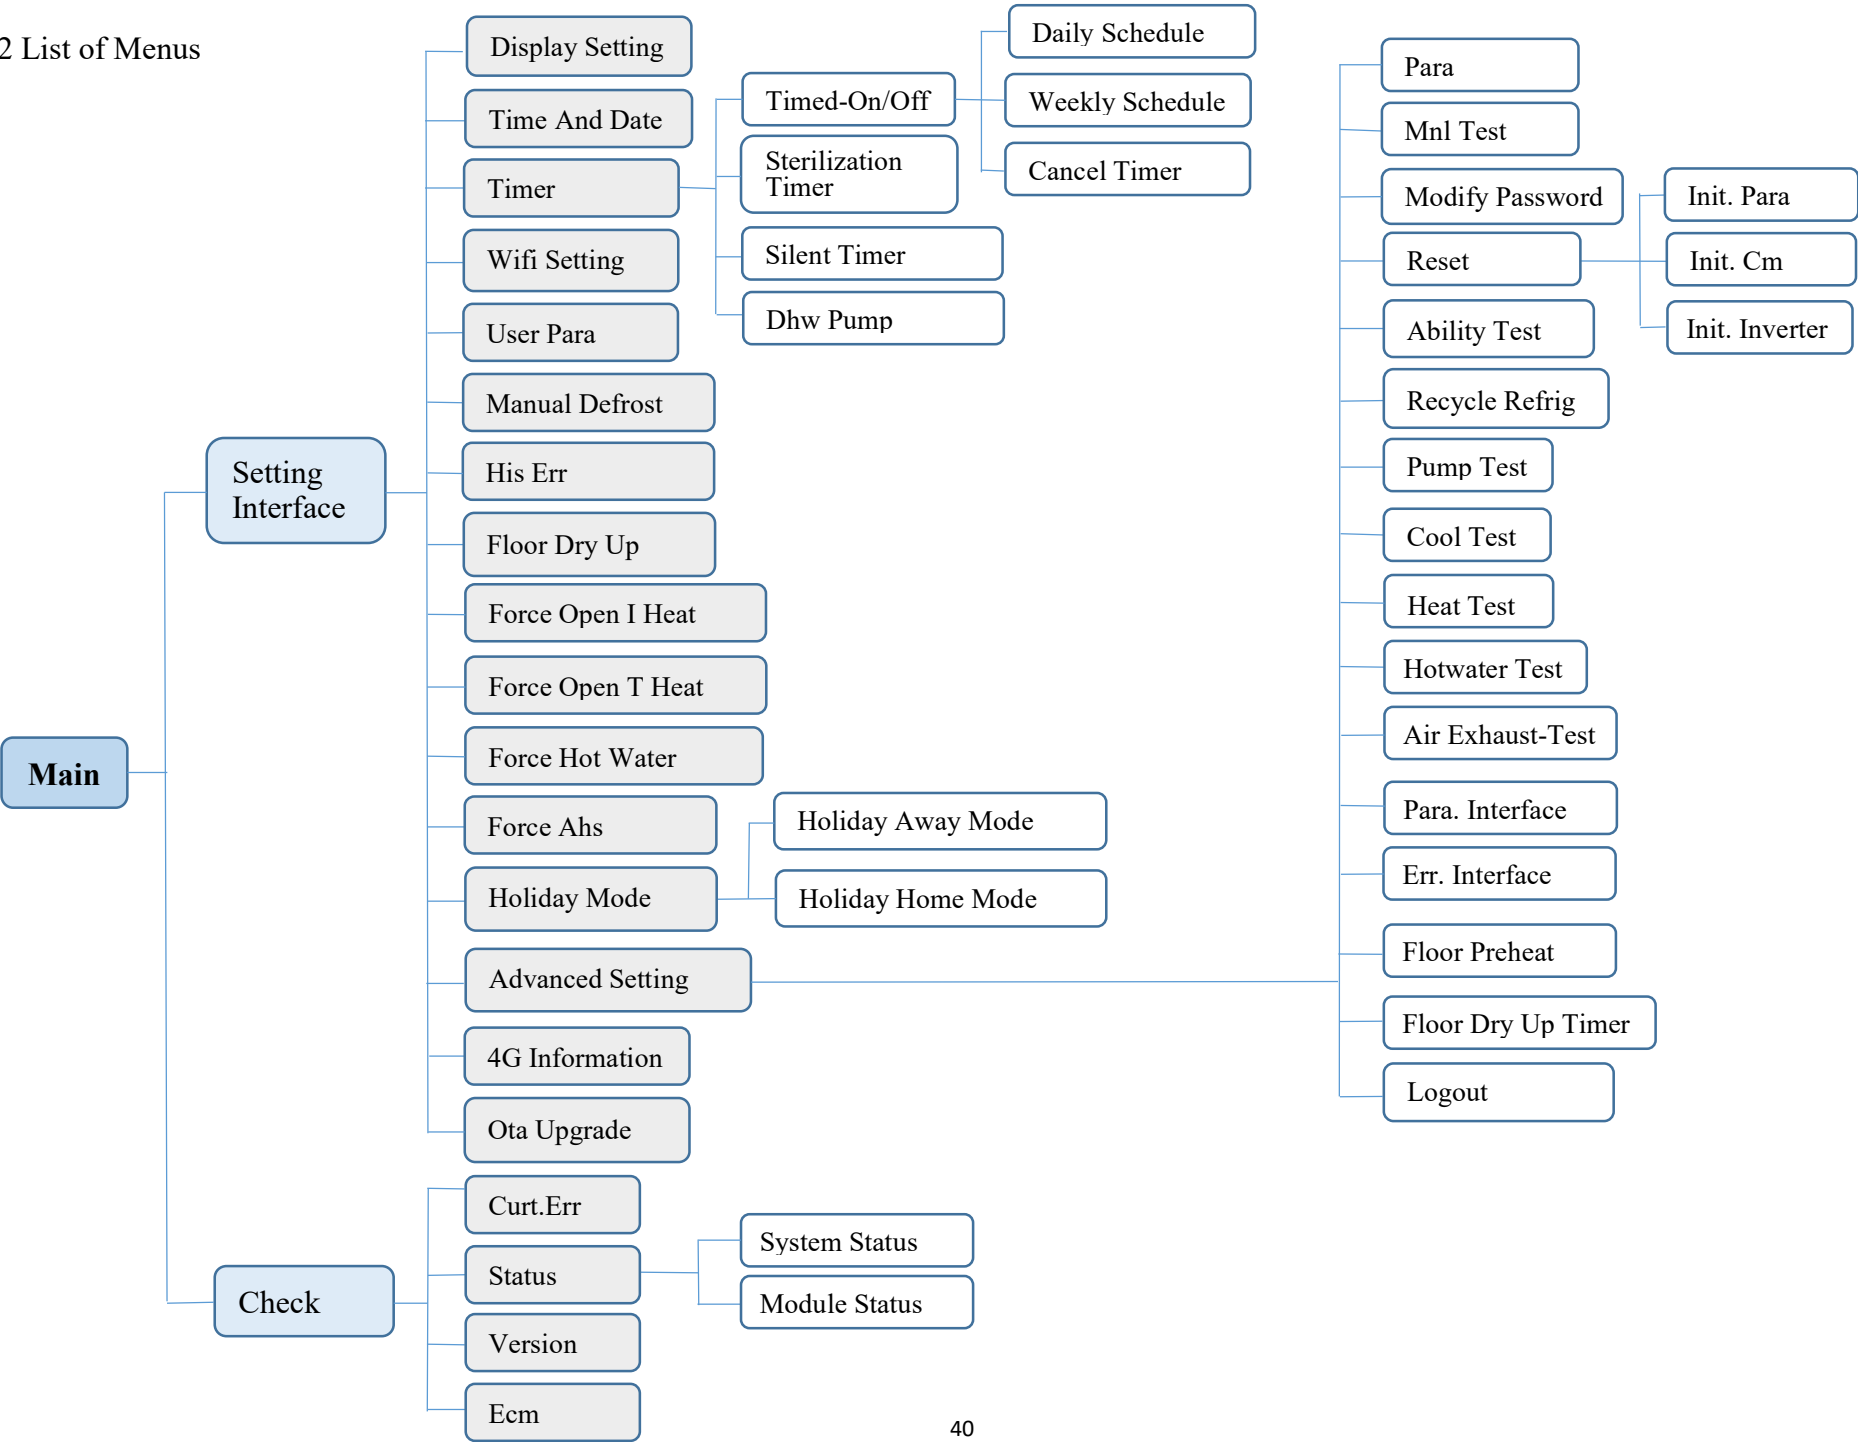 2 List of Menus
Main
Setting
Interface
Display Setting
Time And Date
Timer
Timed-On/Off
Daily Schedule
Weekly Schedule
Cancel Timer
Sterilization
Timer
Silent Timer
Dhw Pump
Wifi Setting
User Para
Manual Defrost
His Err
Floor Dry Up
Force Open I Heat
Force Open T Heat
Force Hot Water
Force Ahs
Holiday Mode
Holiday Away Mode
Holiday Home Mode
Advanced Setting
Para
Mnl Test
Modify Password
Reset
Init. Para
Init. Cm
Init. Inverter
Ability Test
Recycle Refrig
Pump Test
Cool Test
Heat Test
Hotwater Test
Air Exhaust-Test
Para. Interface
Err. Interface
Floor Preheat
Floor Dry Up Timer
Logout
4G Information
Ota Upgrade
Check
Curt.Err
Status
System Status
Module Status
Version
Ecm
40